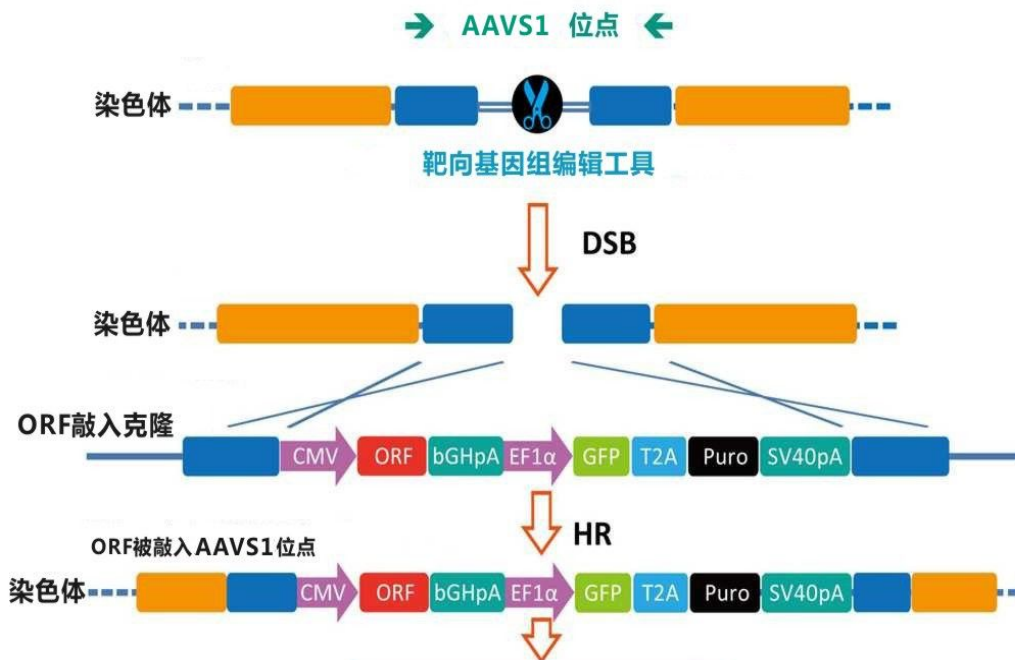 AAVS1 位点
染色体
靶向基因组编辑工具
DSB
染色体
ORF敲入克隆
CMV ORF bGHpA EF1α GFP T2A Puro SV40pA
HR
ORF被敲入AAVS1位点
染色体 CMV ORF bGHpA EF1α GFP T2A Puro SV40pA